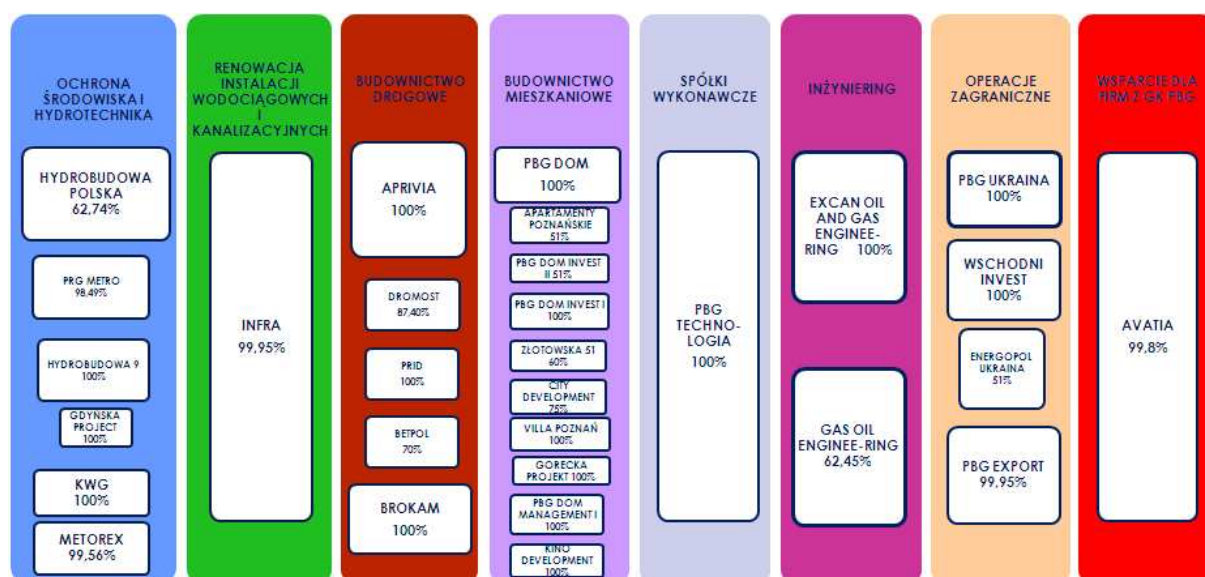 OCHRONA
ŚRODOWISKA I
HYDROTECHNIKA
HYDROBUDOWA
POLSKA
62,74%
PRG METRO
98,49%
HYDROBUDOWA 9
100%
GDYŃSKA
PROJECT
100%
KWG
100%
METOREX
99,56%
RENOWACJA
INSTALACJI
WODOCIĄGOWYCH
I
KANALIZACYJNYCH
INFRA
99,95%
BUDOWNICTWO
DROGOWE
APRIVIA
100%
DROMOST
87,40%
PRID
100%
BETPOL
70%
BROKAM
100%
BUDOWNICTWO
MIESZKANIOWE
PBG DOM
100%
APARTAMENTY
POZNAŃSKIE
51%
PBG DOM INVEST
II 51%
PBG DOM INVEST I
100%
ZŁOTOWSKA 51
60%
CITY
DEVELOPMENT
75%
VILLA POZNAŃ
100%
GORECKA
PROJEKT 100%
PBG DOM
MANAGEMENT I
100%
KINO
DEVELOPMENT
100%
SPÓŁKI
WYKONAWCZE
PBG
TECHNO-
LOGIA
100%
INŻYNIERING
EXCAN OIL
AND GAS
ENGINEE-
RING 100%
GAS OIL
ENGINEE-RING
62,45%
OPERACJE
ZAGRANICZNE
PBG UKRAINA
100%
WSCHODNI
INVEST
100%
ENERGOPOL
UKRAINA
51%
PBG EXPORT
99,95%
WSPARCIE DLA
FIRM Z GK PBG
AVATIA
99,8%